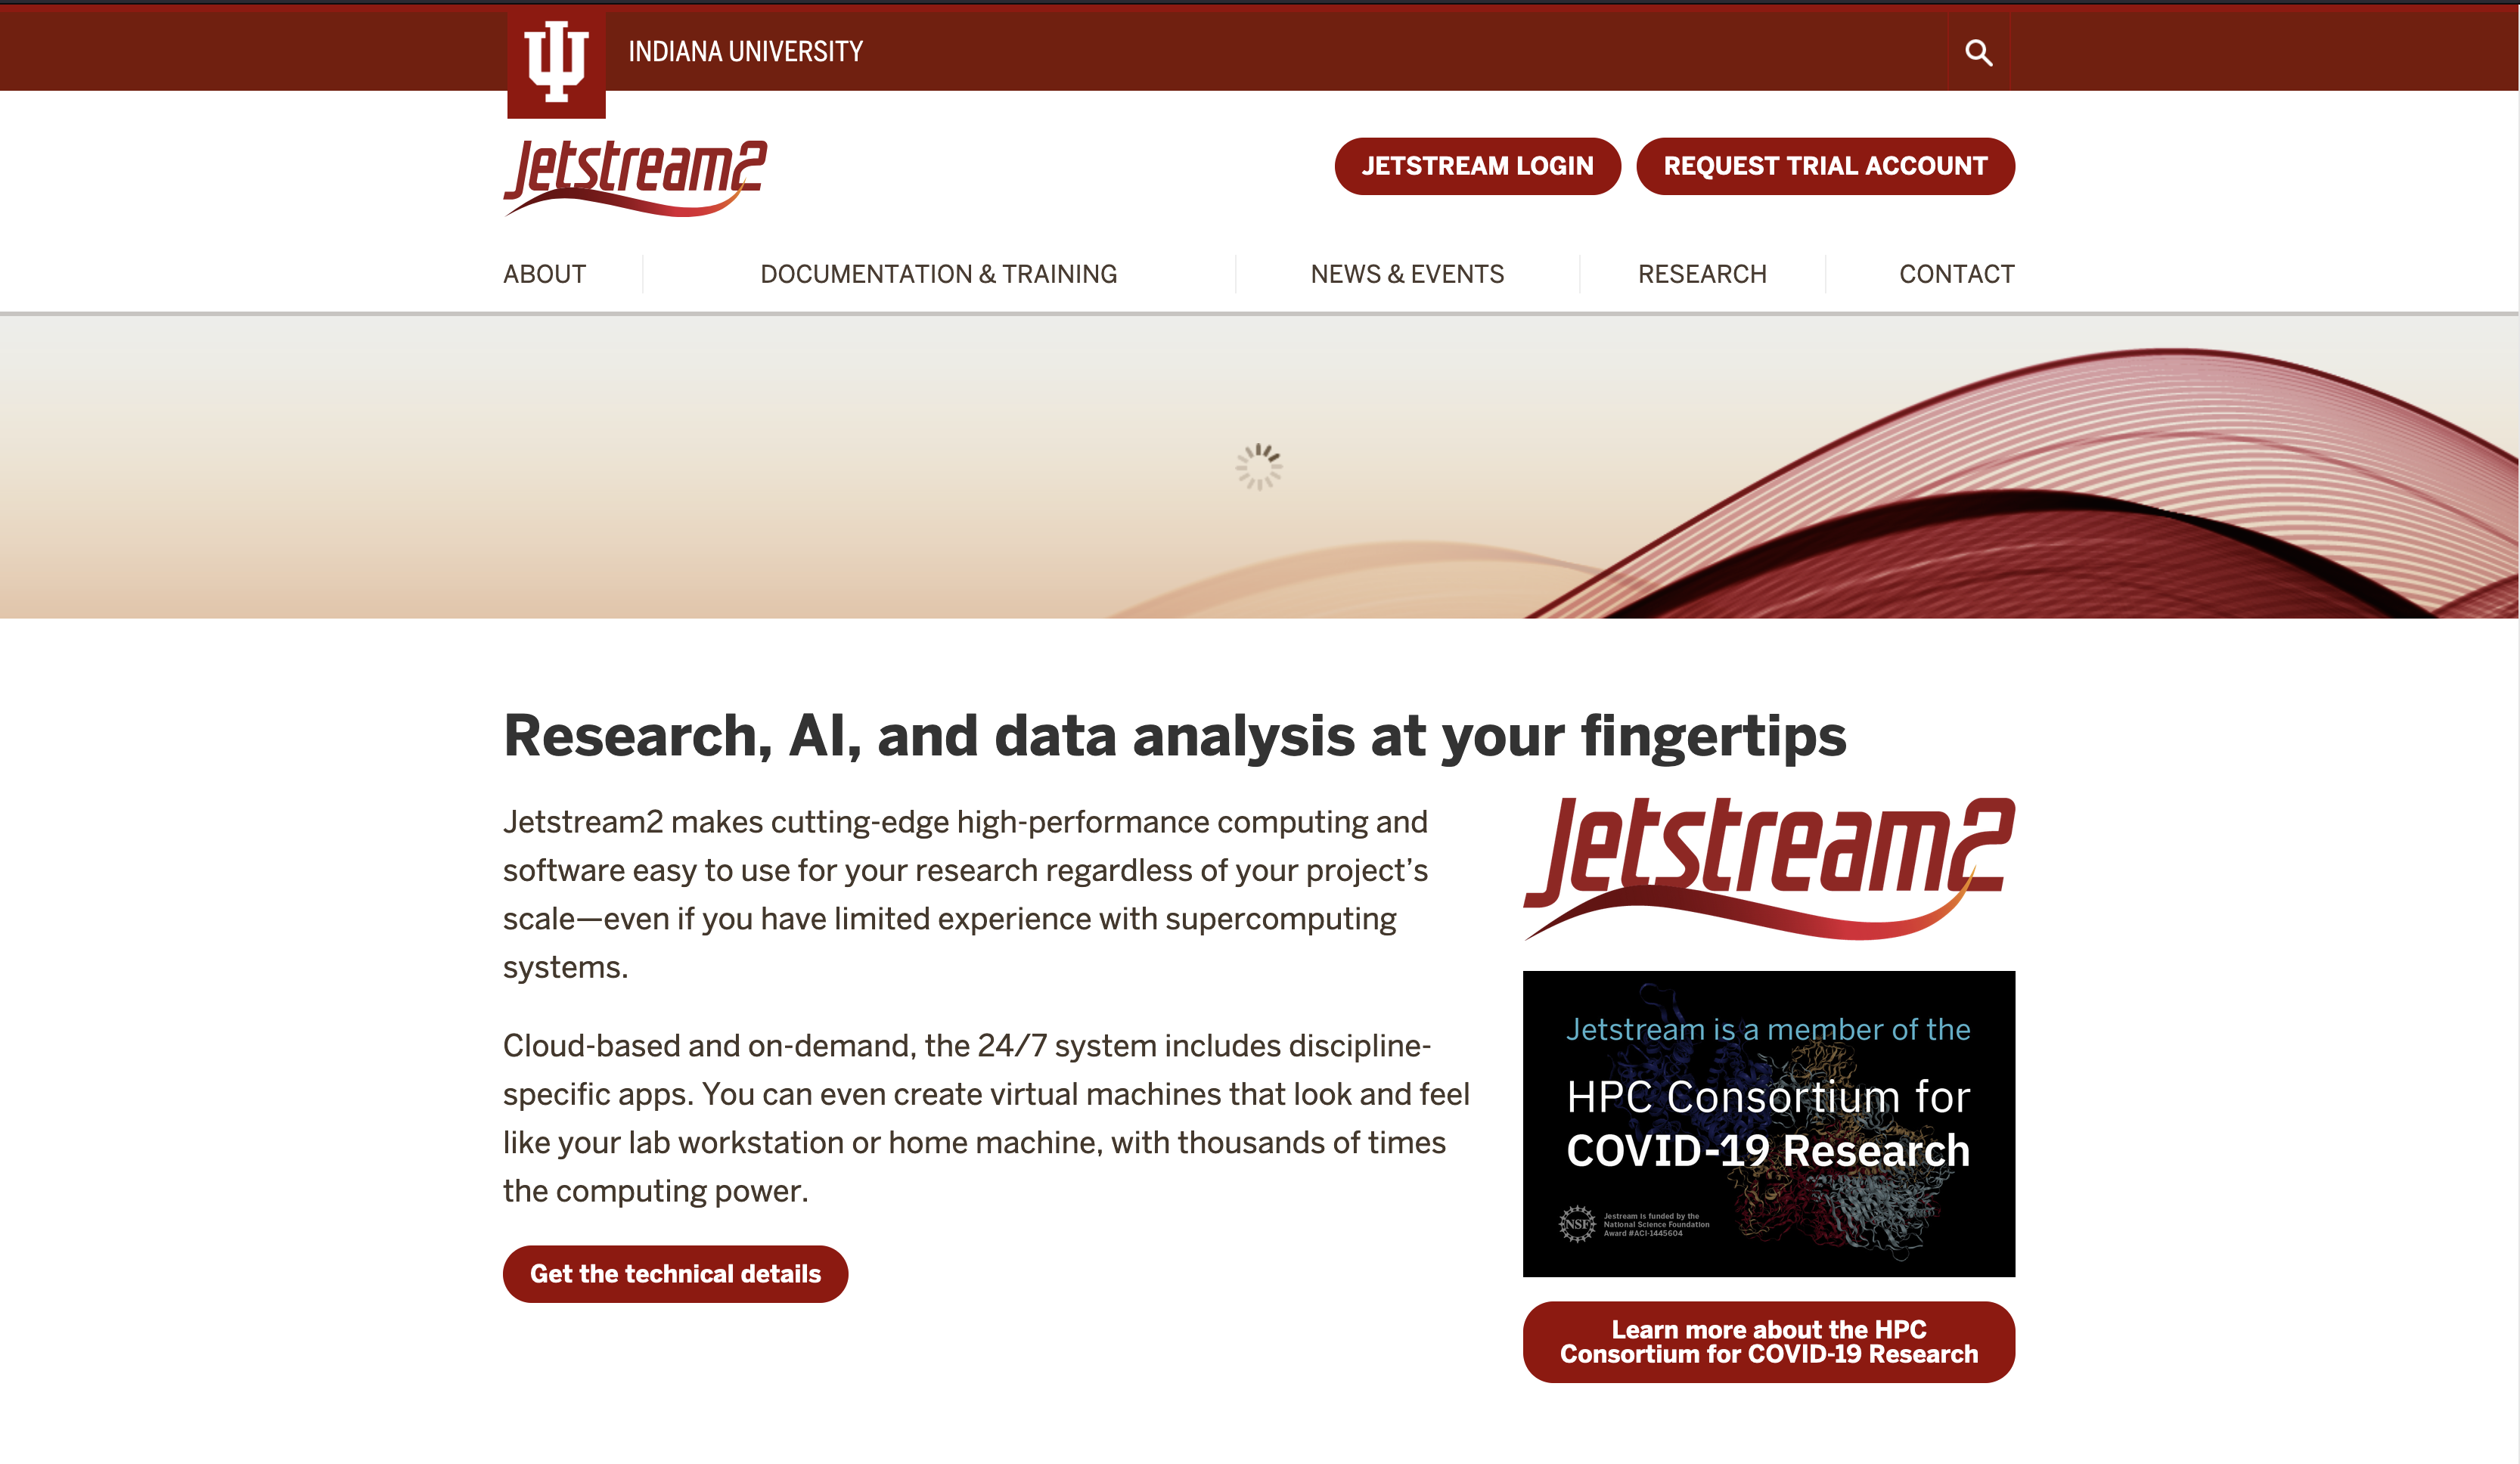 INDIANA UNIVERSITY
Jetstream2
JETSTREAM LOGIN
REQUEST TRIAL ACCOUNT
ABOUT
DOCUMENTATION & TRAINING
NEWS & EVENTS
RESEARCH
CONTACT
Research, AI, and data analysis at your fingertips
Jetstream2 makes cutting-edge high-performance computing and
software easy to use for your research regardless of your project’s
scale—even if you have limited experience with supercomputing
systems.
Cloud-based and on-demand, the 24/7 system includes discipline-
specific apps. You can even create virtual machines that look and feel
like your lab workstation or home machine, with thousands of times
the computing power.
Get the technical details
Jetstream2
Jetstream is a member of the
HPC Consortium for
COVID-19 Research
NSF
Jestream is funded by the
National Science Foundation
Award #ACI-1445604
Learn more about the HPC
Consortium for COVID-19 Research